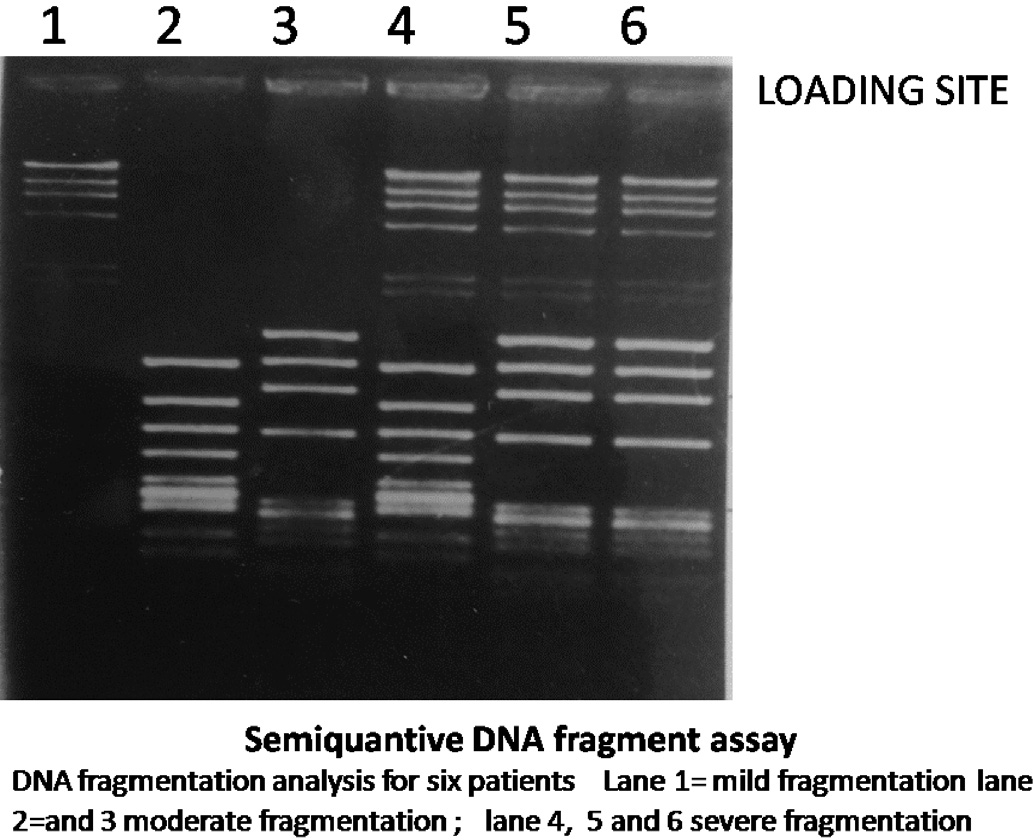 1 2 3 4 5 6
LOADING SITE
Semiquantive DNA fragment assay
DNA fragmentation analysis for six patients Lane 1= mild fragmentation lane
2=and 3 moderate fragmentation ; lane 4, 5 and 6 severe fragmentation